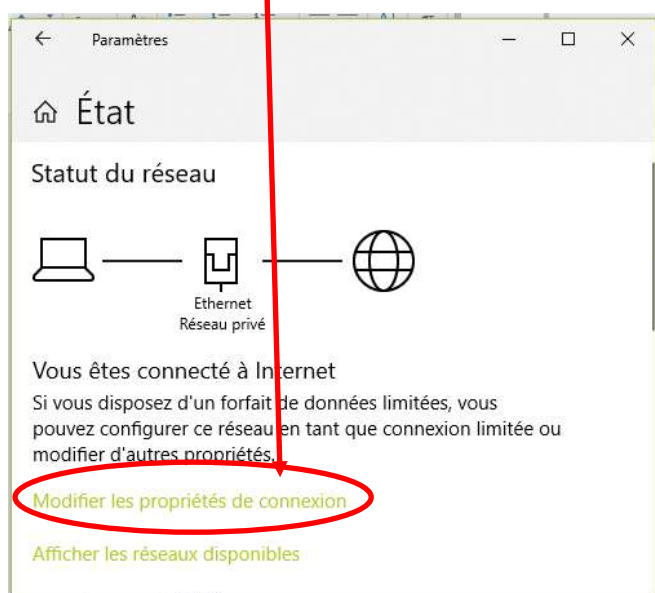 Paramètres
État
Statut du réseau
Ethernet
Réseau privé
Vous êtes connecté à Internet
Si vous disposez d'un forfait de données limitées, vous
pouvez configurer ce réseau en tant que connexion limitée ou
modifier d'autres propriétés.
Modifier les propriétés de connexion
Afficher les réseaux disponibles